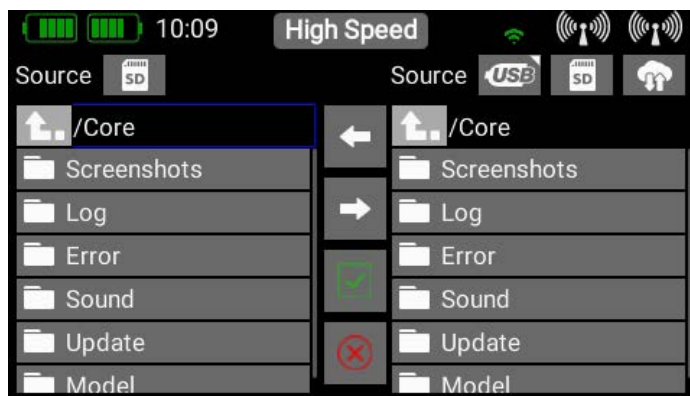 10:09 High Speed
Source SD Source USB SD
/Core /Core
Screenshots Screenshots
Log Log
Error Error
Sound Sound
Update Update
Model Model